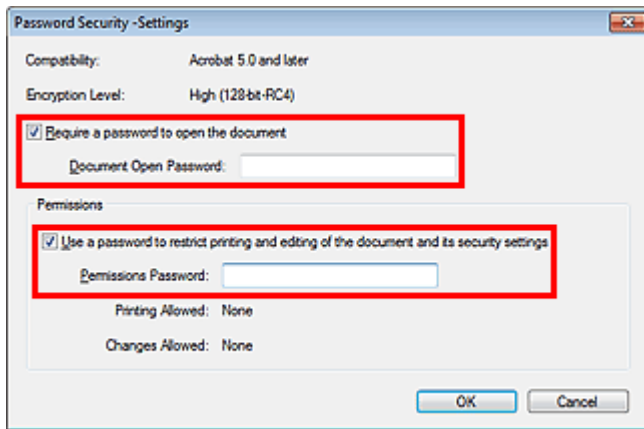 Password Security -Settings
Compatibility: Acrobat 5.0 and later
Encryption Level: High (128-bit-RC4)
Require a password to open the document
Document Open Password:
Permissions
Use a password to restrict printing and editing of the document and its security settings
Permissions Password:
Printing Allowed: None
Changes Allowed: None
OK Cancel